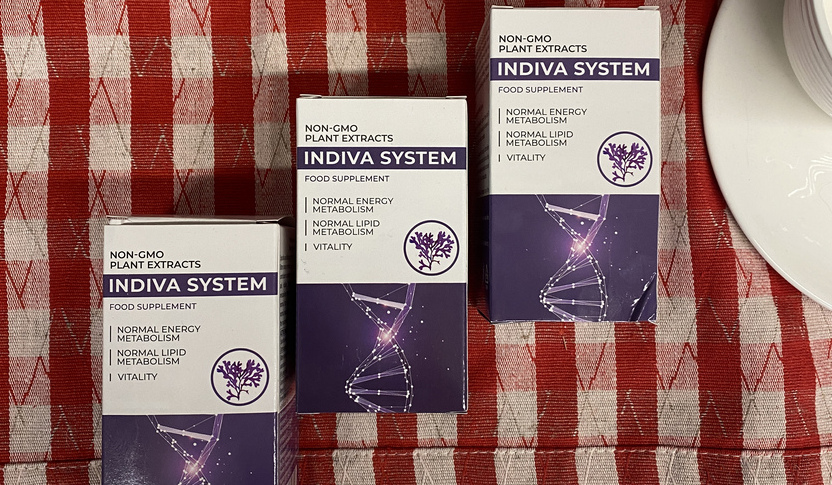 NON-GMO
PLANT EXTRACTS
INDIVA SYSTEM
FOOD SUPPLEMENT
NORMAL ENERGY
METABOLISM
NORMAL LIPID
METABOLISM
VITALITY
NON-GMO
PLANT EXTRACTS
INDIVA SYSTEM
FOOD SUPPLEMENT
NORMAL ENERGY
METABOLISM
NORMAL LIPID
METABOLISM
VITALITY
NON-GMO
PLANT EXTRACTS
INDIVA SYSTEM
FOOD SUPPLEMENT
NORMAL ENERGY
METABOLISM
NORMAL LIPID
METABOLISM
VITALITY